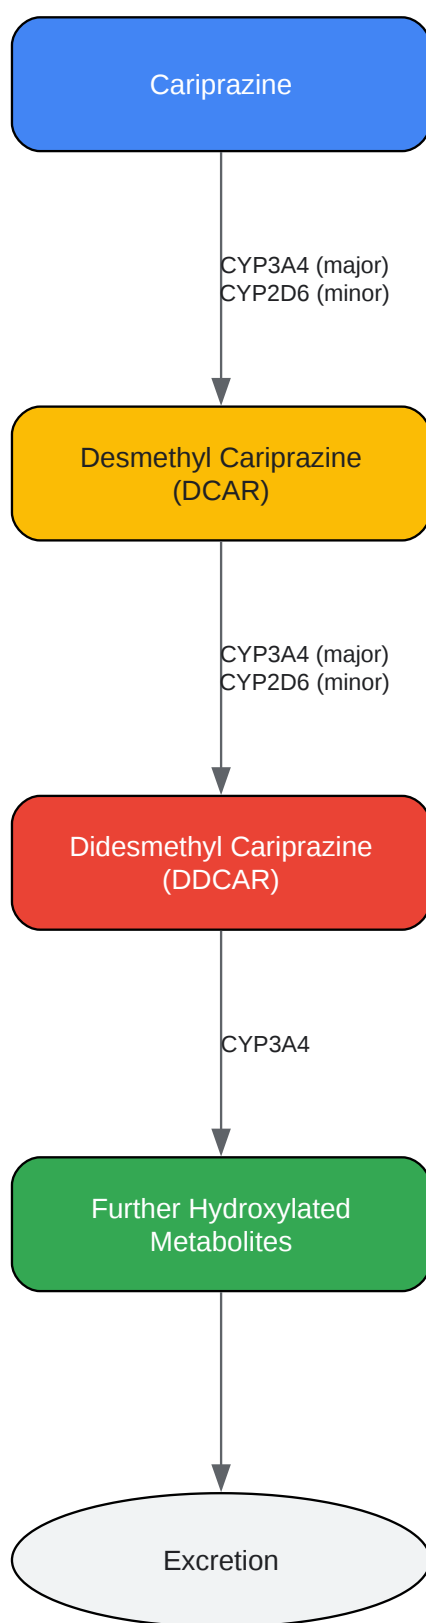 Cariprazine
CYP3A4 (major)
CYP2D6 (minor)
Desmethyl Cariprazine
(DCAR)
CYP3A4 (major)
CYP2D6 (minor)
Didesmethyl Cariprazine
(DDCAR)
CYP3A4
Further Hydroxylated
Metabolites
Excretion